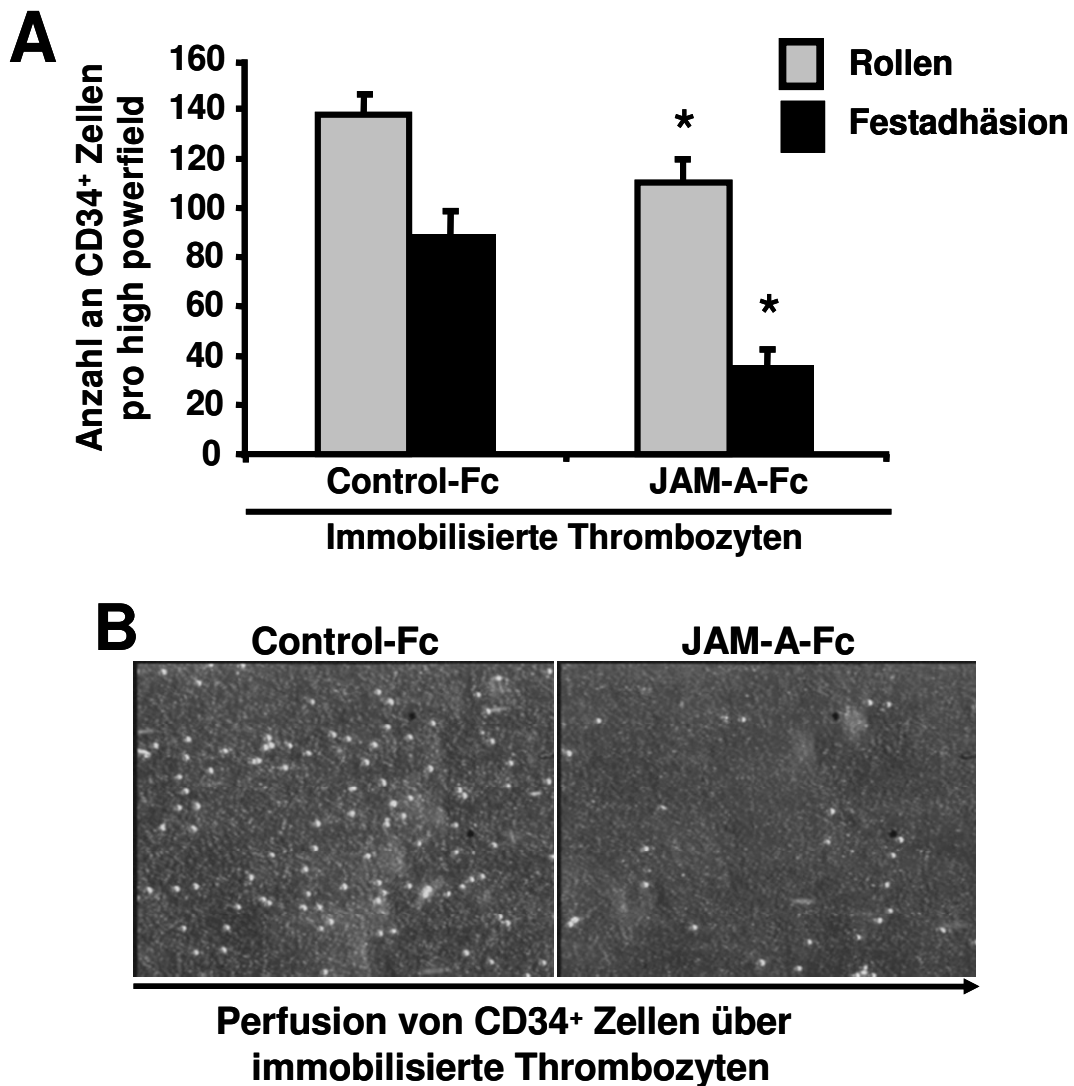 A
Anzahl an CD34⁺ Zellen
pro high powerfield
160
140
120
100
80
60
40
20
0
Rollen
Festadhäsion
*
*
Control-Fc
JAM-A-Fc
Immobilisierte Thrombozyten
B
Control-Fc
JAM-A-Fc
Perfusion von CD34⁺ Zellen über
immobilisierte Thrombozyten